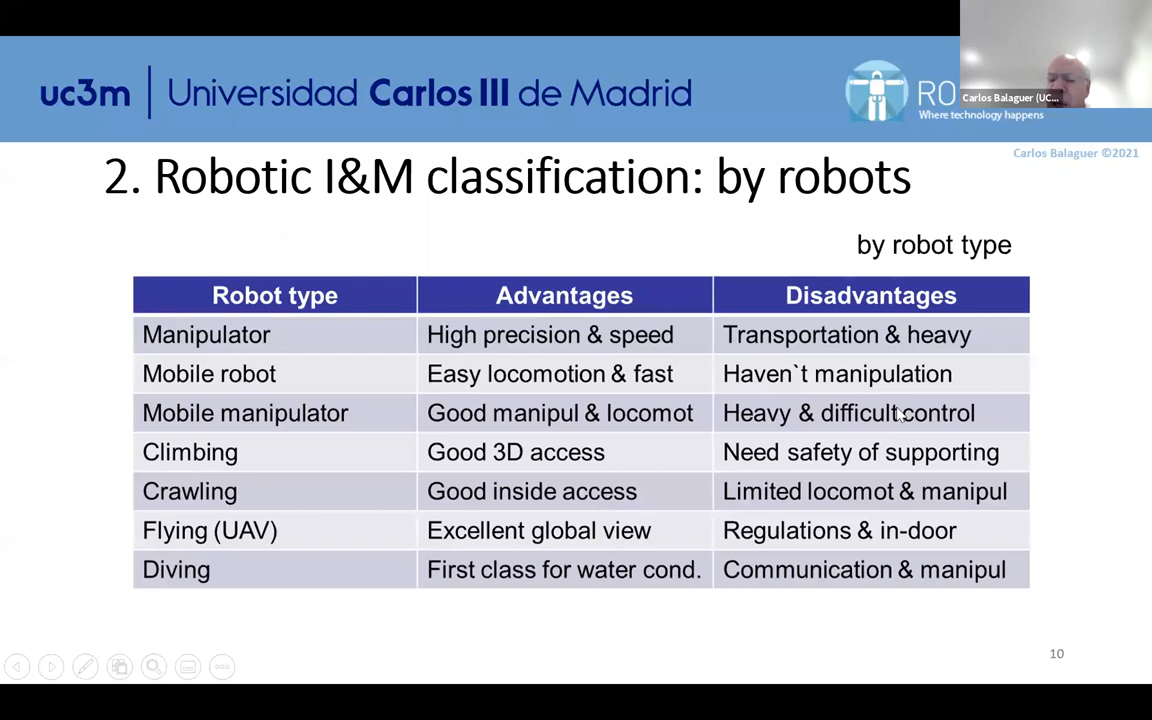 uc3m | Universidad Carlos III de Madrid
RO
Where technology happens
Carlos Balaguer (UC...
Carlos Balaguer ©2021
2. Robotic I&M classification: by robots
by robot type
Robot type Advantages Disadvantages
Manipulator High precision & speed Transportation & heavy
Mobile robot Easy locomotion & fast Haven`t manipulation
Mobile manipulator Good manipul & locomot Heavy & difficult control
Climbing Good 3D access Need safety of supporting
Crawling Good inside access Limited locomot & manipul
Flying (UAV) Excellent global view Regulations & in-door
Diving First class for water cond. Communication & manipul
10